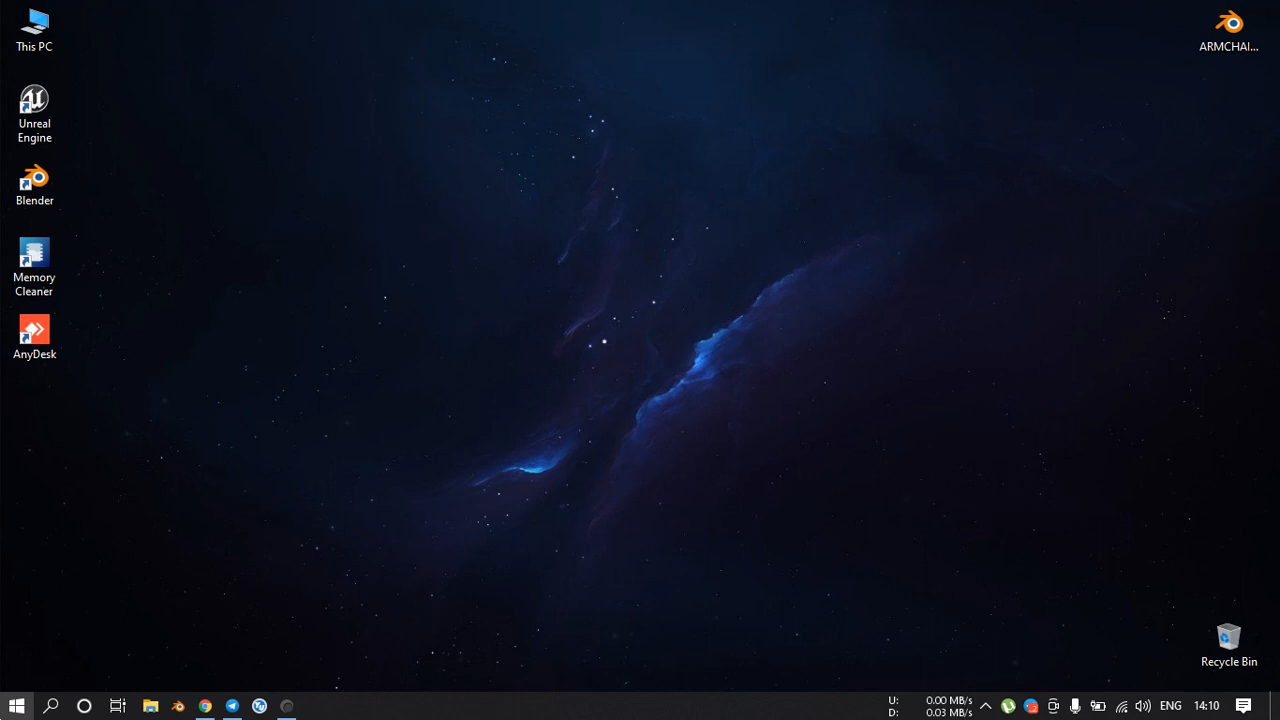 This PC
ARMCHAI...
Unreal
Engine
Blender
Memory
Cleaner
AnyDesk
Recycle Bin
U: 0.00 MB/s
D: 0.03 MB/s
ENG
14:10